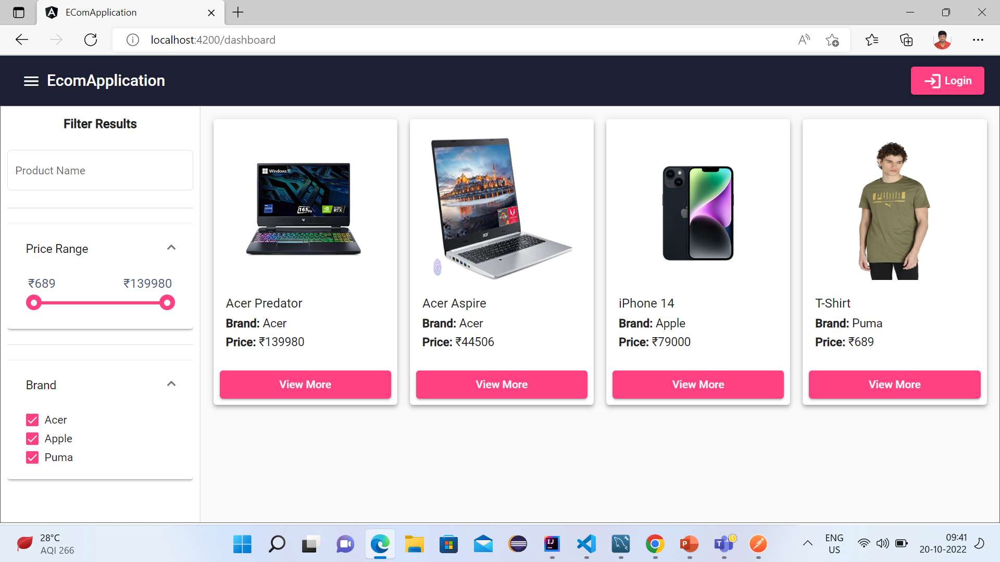 EComApplication
localhost:4200/dashboard
EcomApplication
Login
Filter Results
Product Name
Price Range
₹689 ₹139980
Brand
Acer
Apple
Puma
Windows 11
165Hz
RTX
Acer Predator
Brand: Acer
Price: ₹139980
View More
RYZEN
acer
Acer Aspire
Brand: Acer
Price: ₹44506
View More
iPhone 14
Brand: Apple
Price: ₹79000
View More
T-Shirt
Brand: Puma
Price: ₹689
View More
28°C
AQI 266
ENG
US
09:41
20-10-2022